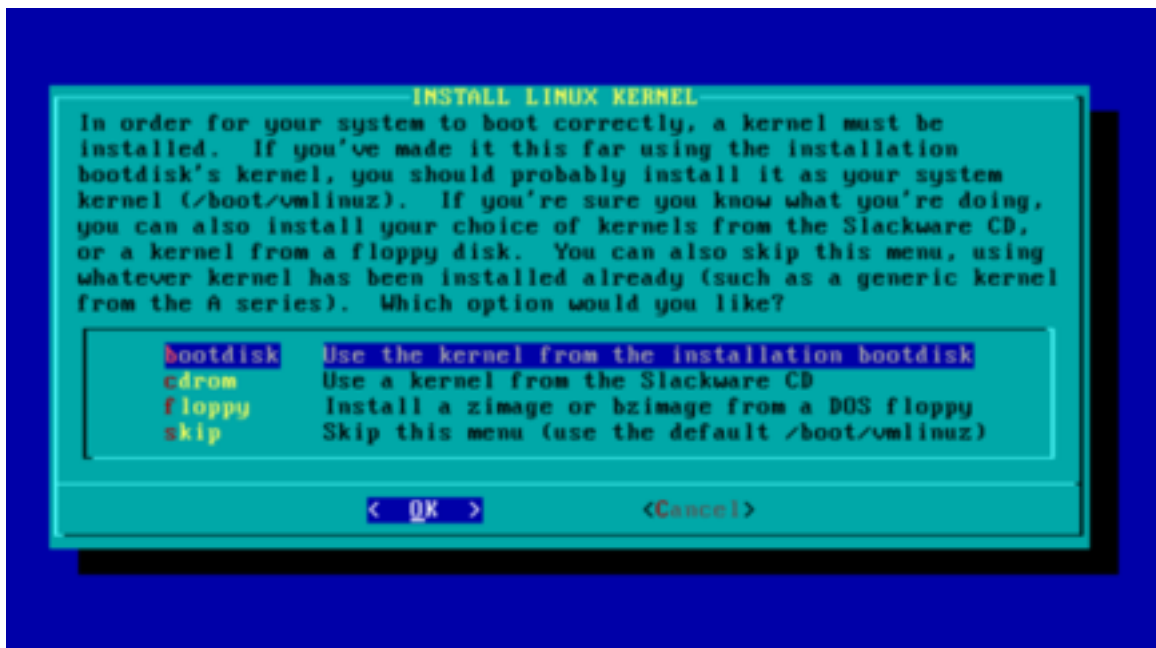 INSTALL LINUX KERNEL
In order for your system to boot correctly, a kernel must be
installed.  If you've made it this far using the installation
bootdisk's kernel, you should probably install it as your system
kernel (/boot/vmlinuz).  If you're sure you know what you're doing,
you can also install your choice of kernels from the Slackware CD,
or a kernel from a floppy disk.  You can also skip this menu, using
whatever kernel has been installed already (such as a generic kernel
from the A series).  Which option would you like?
bootdisk Use the kernel from the installation bootdisk
cdrom Use a kernel from the Slackware CD
floppy Install a zimage or bzimage from a DOS floppy
skip Skip this menu (use the default /boot/vmlinuz)
< OK > <Cancel>